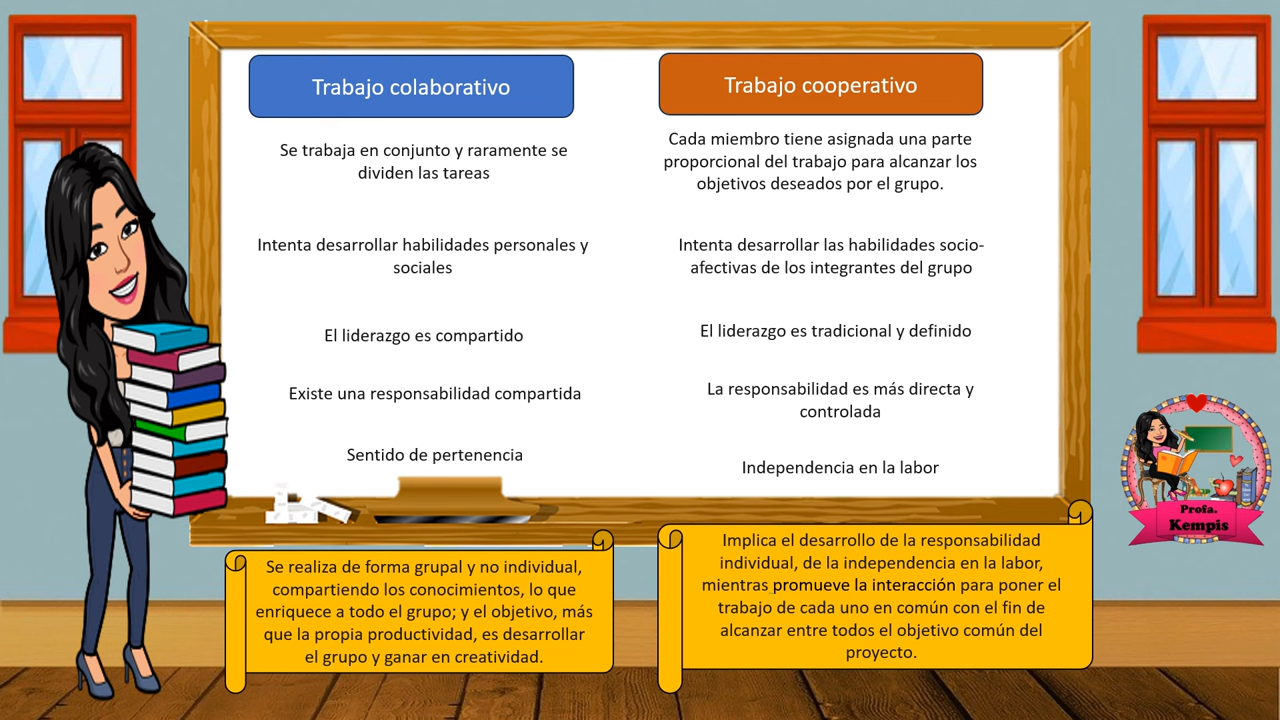 Trabajo colaborativo
Se trabaja en conjunto y raramente se
dividen las tareas
Intenta desarrollar habilidades personales y
sociales
El liderazgo es compartido
Existe una responsabilidad compartida
Sentido de pertenencia
Se realiza de forma grupal y no individual,
compartiendo los conocimientos, lo que
enriquece a todo el grupo; y el objetivo, más
que la propia productividad, es desarrollar
el grupo y ganar en creatividad.
Trabajo cooperativo
Cada miembro tiene asignada una parte
proporcional del trabajo para alcanzar los
objetivos deseados por el grupo.
Intenta desarrollar las habilidades socio-
afectivas de los integrantes del grupo
El liderazgo es tradicional y definido
La responsabilidad es más directa y
controlada
Independencia en la labor
Implica el desarrollo de la responsabilidad
individual, de la independencia en la labor,
mientras promueve la interacción para poner el
trabajo de cada uno en común con el fin de
alcanzar entre todos el objetivo común del
proyecto.
Profa.
Kempis